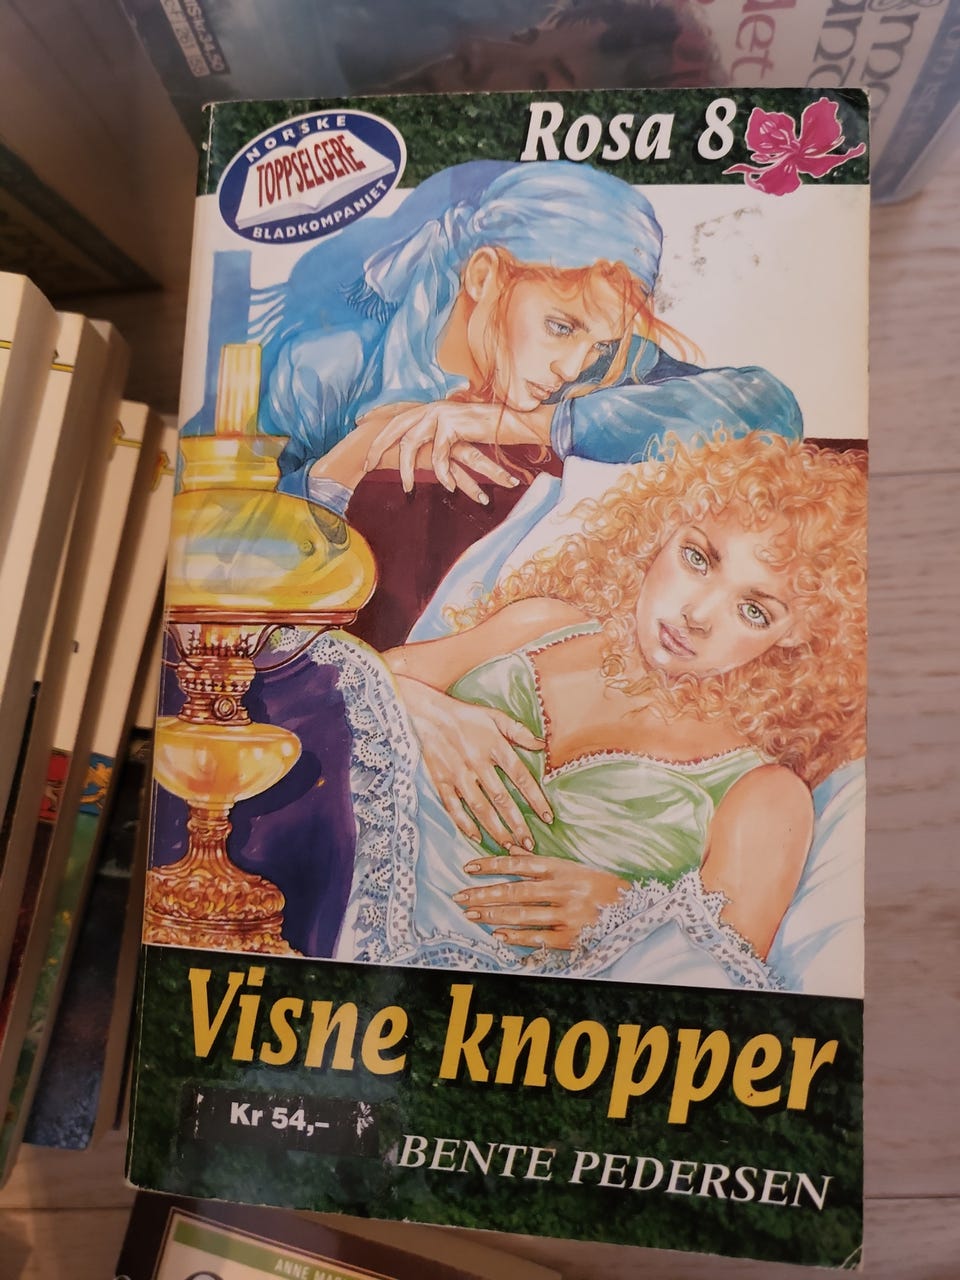 NORSKE
TOPPSELGERE
BLADKOMPANIET
Rosa 8
Visne knopper
Kr 54,-
BENTE PEDERSEN